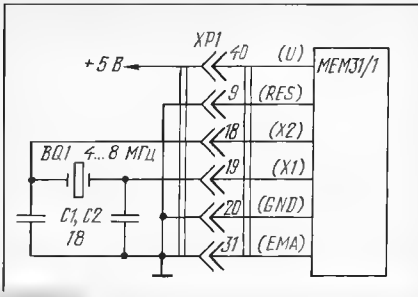 XP1
+5 В 40 (U) МЕМ31/1
9 (RES)
18 (X2)
BQ1 4...8 МГц
19 (X1)
C1, C2
18
20 (GND)
31 (EMA)